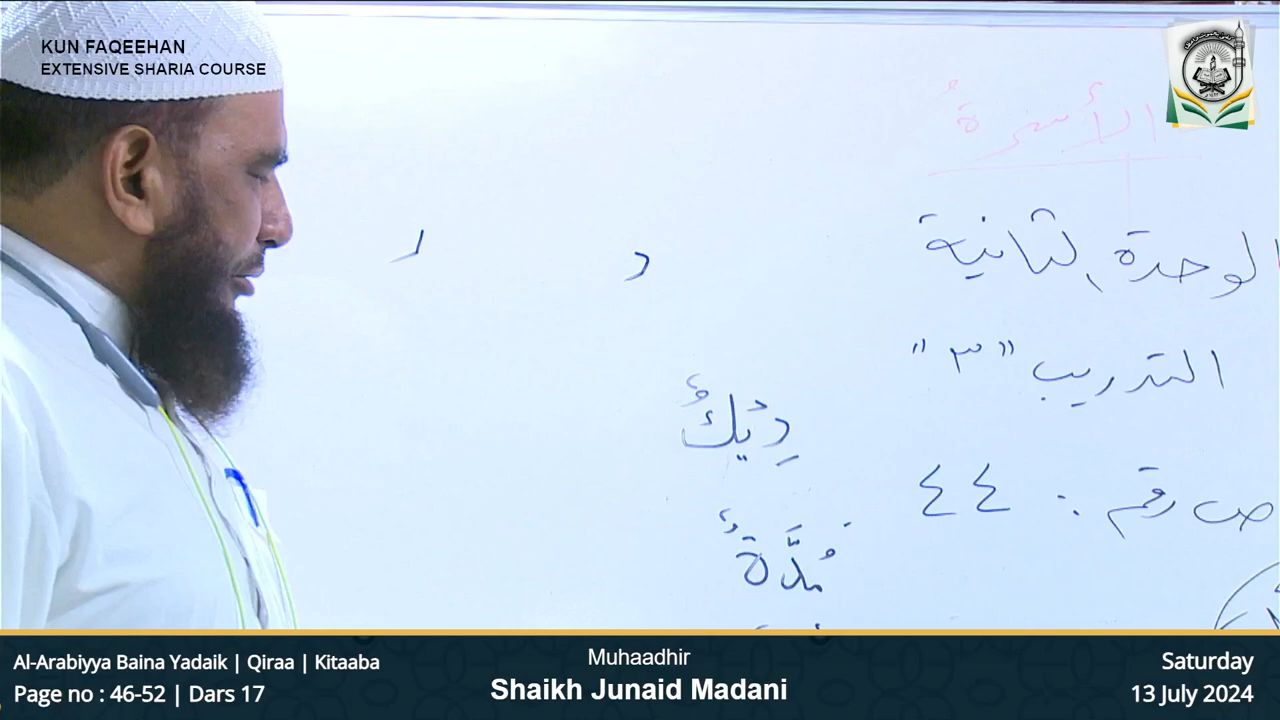 KUN FAQEEHAN
EXTENSIVE SHARIA COURSE
الأسرةُ
الوحدة الثانية
التدريب "٣"
ص رقم : ٤٤
د
دِيْكٌ
مُدَّةٌ
Al-Arabiyya Baina Yadaik | Qiraa | Kitaaba
Page no : 46-52 | Dars 17
Muhaadhir
Shaikh Junaid Madani
Saturday
13 July 2024